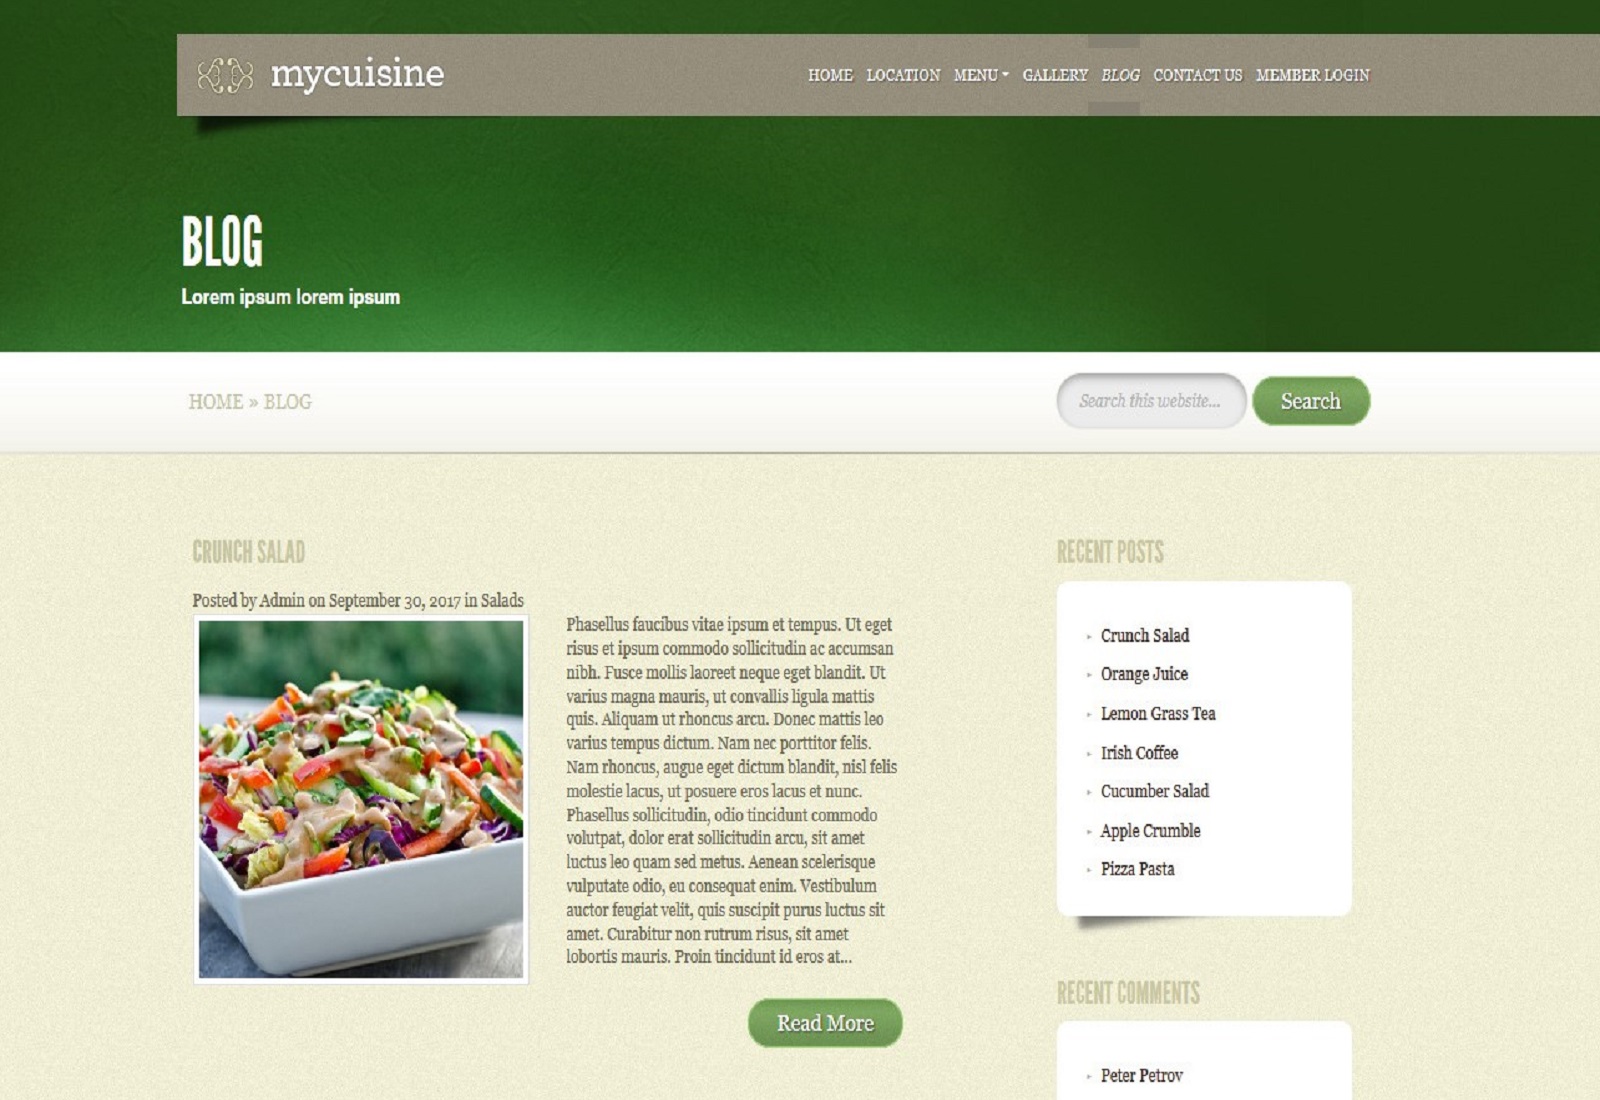 mycuisine
HOME LOCATION MENU GALLERY BLOG CONTACT US MEMBER LOGIN
BLOG
Lorem ipsum lorem ipsum
HOME » BLOG
Search this website...
Search
CRUNCH SALAD
Posted by Admin on September 30, 2017 in Salads
Phasellus faucibus vitae ipsum et tempus. Ut eget
risus et ipsum commodo sollicitudin ac accumsan
nibh. Fusce mollis laoreet neque eget blandit. Ut
varius magna mauris, ut convallis ligula mattis
quis. Aliquam ut rhoncus arcu. Donec mattis leo
varius tempus dictum. Nam nec porttitor felis.
Nam rhoncus, augue eget dictum blandit, nisl felis
molestie lacus, ut posuere eros lacus et nunc.
Phasellus sollicitudin, odio tincidunt commodo
volutpat, dolor erat sollicitudin arcu, sit amet
luctus leo quam sed metus. Aenean scelerisque
vulputate odio, eu consequat enim. Vestibulum
auctor feugiat velit, quis suscipit purus luctus sit
amet. Curabitur non rutrum risus, sit amet
lobortis mauris. Proin tincidunt id eros at...
Read More
RECENT POSTS
Crunch Salad
Orange Juice
Lemon Grass Tea
Irish Coffee
Cucumber Salad
Apple Crumble
Pizza Pasta
RECENT COMMENTS
Peter Petrov